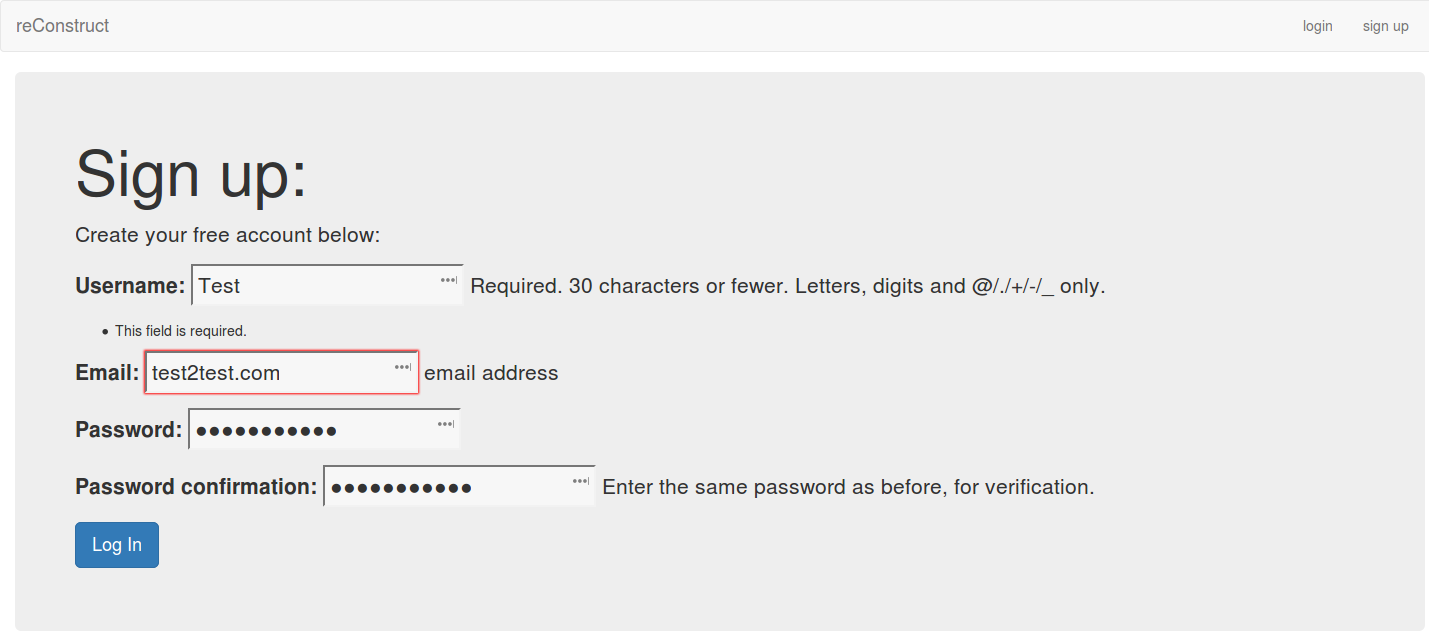 reConstruct login sign up
Sign up:
Create your free account below:
Username: Test Required. 30 characters or fewer. Letters, digits and @/./+/-/_ only.
• This field is required.
Email: test2test.com email address
Password: ●●●●●●●●●●●
Password confirmation: ●●●●●●●●●●● Enter the same password as before, for verification.
Log In